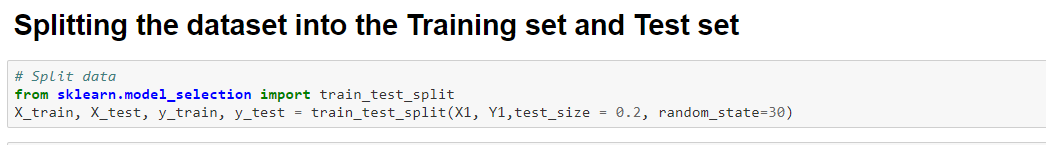 Splitting the dataset into the Training set and Test set
# Split data
from sklearn.model_selection import train_test_split
X_train, X_test, y_train, y_test = train_test_split(X1, Y1,test_size = 0.2, random_state=30)